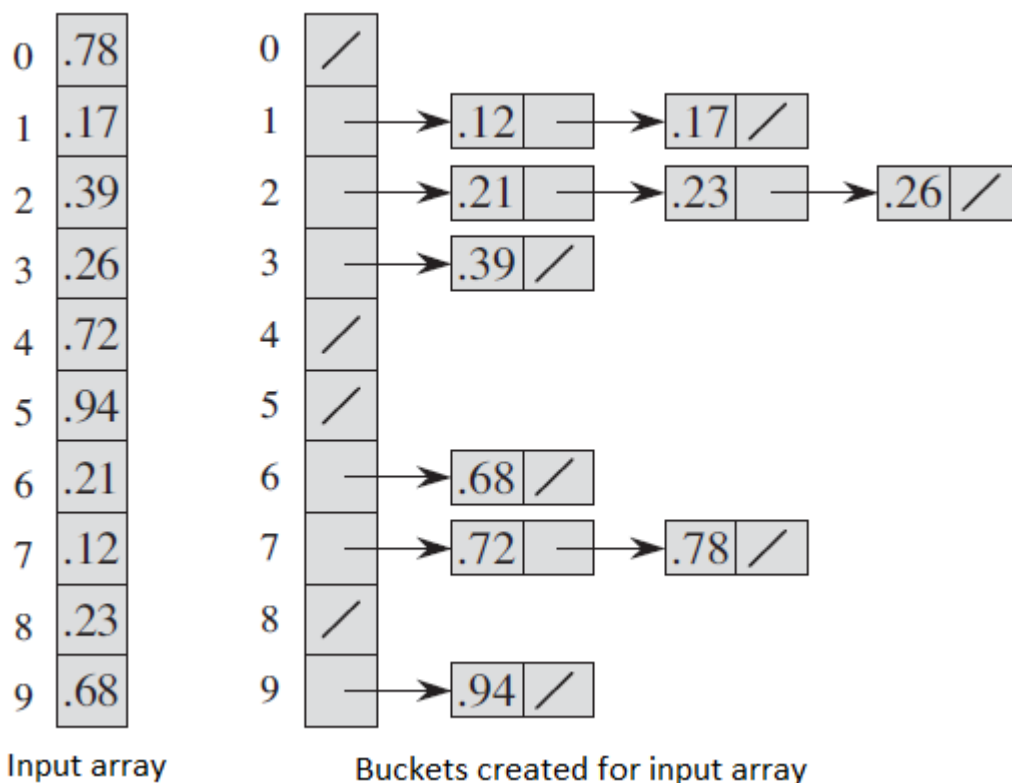 0 .78 0
1 .17 1 .12 .17
2 .39 2 .21 .23 .26
3 .26 3 .39
4 .72 4
5 .94 5
6 .21 6 .68
7 .12 7 .72 .78
8 .23 8
9 .68 9 .94
Input array Buckets created for input array